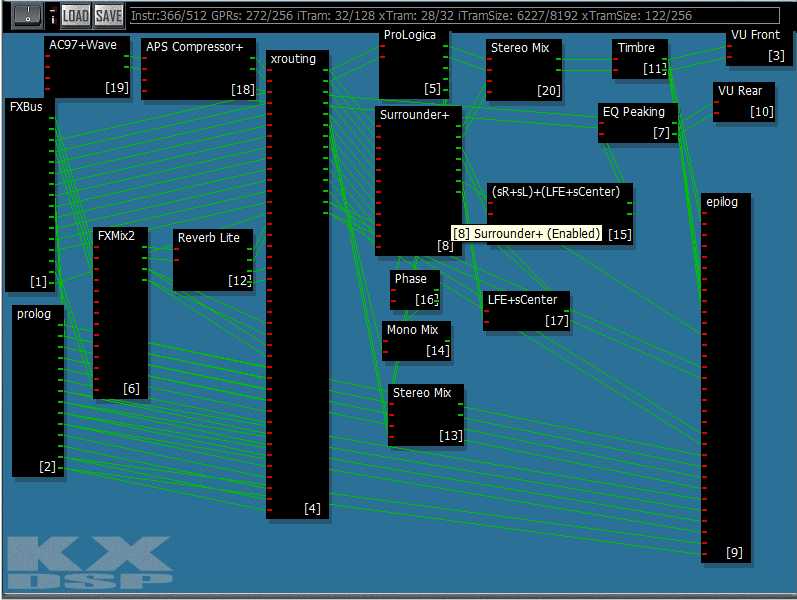 i LOAD SAVE Instr:366/512 GPRs: 272/256 iTram: 32/128 xTram: 28/32 iTramSize: 6227/8192 xTramSize: 122/256
AC97+Wave
[19]
APS Compressor+
[18]
xrouting
[4]
ProLogica
[5]
Stereo Mix
[20]
Timbre
[11]
VU Front
[3]
VU Rear
[10]
FXBus
[1]
Surrounder+
[8]
EQ Peaking
[7]
(sR+sL)+(LFE+sCenter)
[15]
[8] Surrounder+ (Enabled)
epilog
[9]
FXMix2
[6]
Reverb Lite
[12]
prolog
[2]
Phase
[16]
LFE+sCenter
[17]
Mono Mix
[14]
Stereo Mix
[13]
KX
DSP